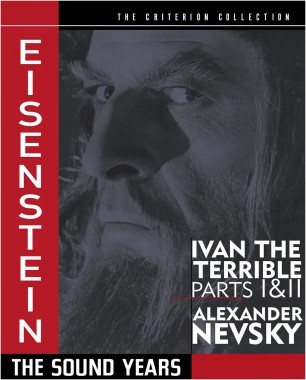 THE CRITERION COLLECTION
EISENSTEIN
IVAN THE
TERRIBLE
PARTS I&II
ALEXANDER
NEVSKY
THE SOUND YEARS